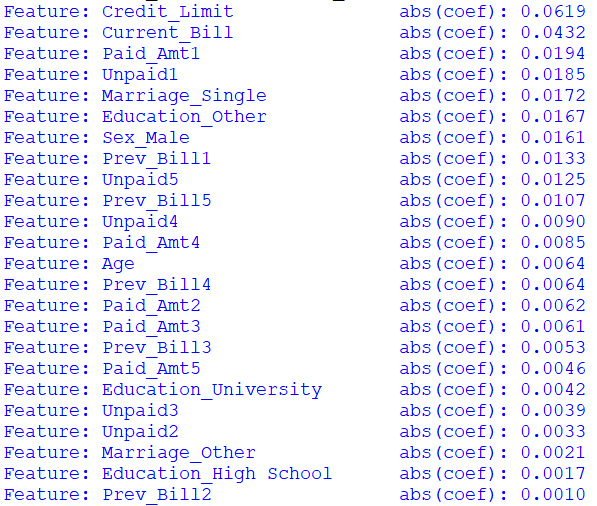 Feature: Credit_Limit abs(coef): 0.0619
Feature: Current_Bill abs(coef): 0.0432
Feature: Paid_Amt1 abs(coef): 0.0194
Feature: Unpaid1 abs(coef): 0.0185
Feature: Marriage_Single abs(coef): 0.0172
Feature: Education_Other abs(coef): 0.0167
Feature: Sex_Male abs(coef): 0.0161
Feature: Prev_Bill1 abs(coef): 0.0133
Feature: Unpaid5 abs(coef): 0.0125
Feature: Prev_Bill5 abs(coef): 0.0107
Feature: Unpaid4 abs(coef): 0.0090
Feature: Paid_Amt4 abs(coef): 0.0085
Feature: Age abs(coef): 0.0064
Feature: Prev_Bill4 abs(coef): 0.0064
Feature: Paid_Amt2 abs(coef): 0.0062
Feature: Paid_Amt3 abs(coef): 0.0061
Feature: Prev_Bill3 abs(coef): 0.0053
Feature: Paid_Amt5 abs(coef): 0.0046
Feature: Education_University abs(coef): 0.0042
Feature: Unpaid3 abs(coef): 0.0039
Feature: Unpaid2 abs(coef): 0.0033
Feature: Marriage_Other abs(coef): 0.0021
Feature: Education_High School abs(coef): 0.0017
Feature: Prev_Bill2 abs(coef): 0.0010